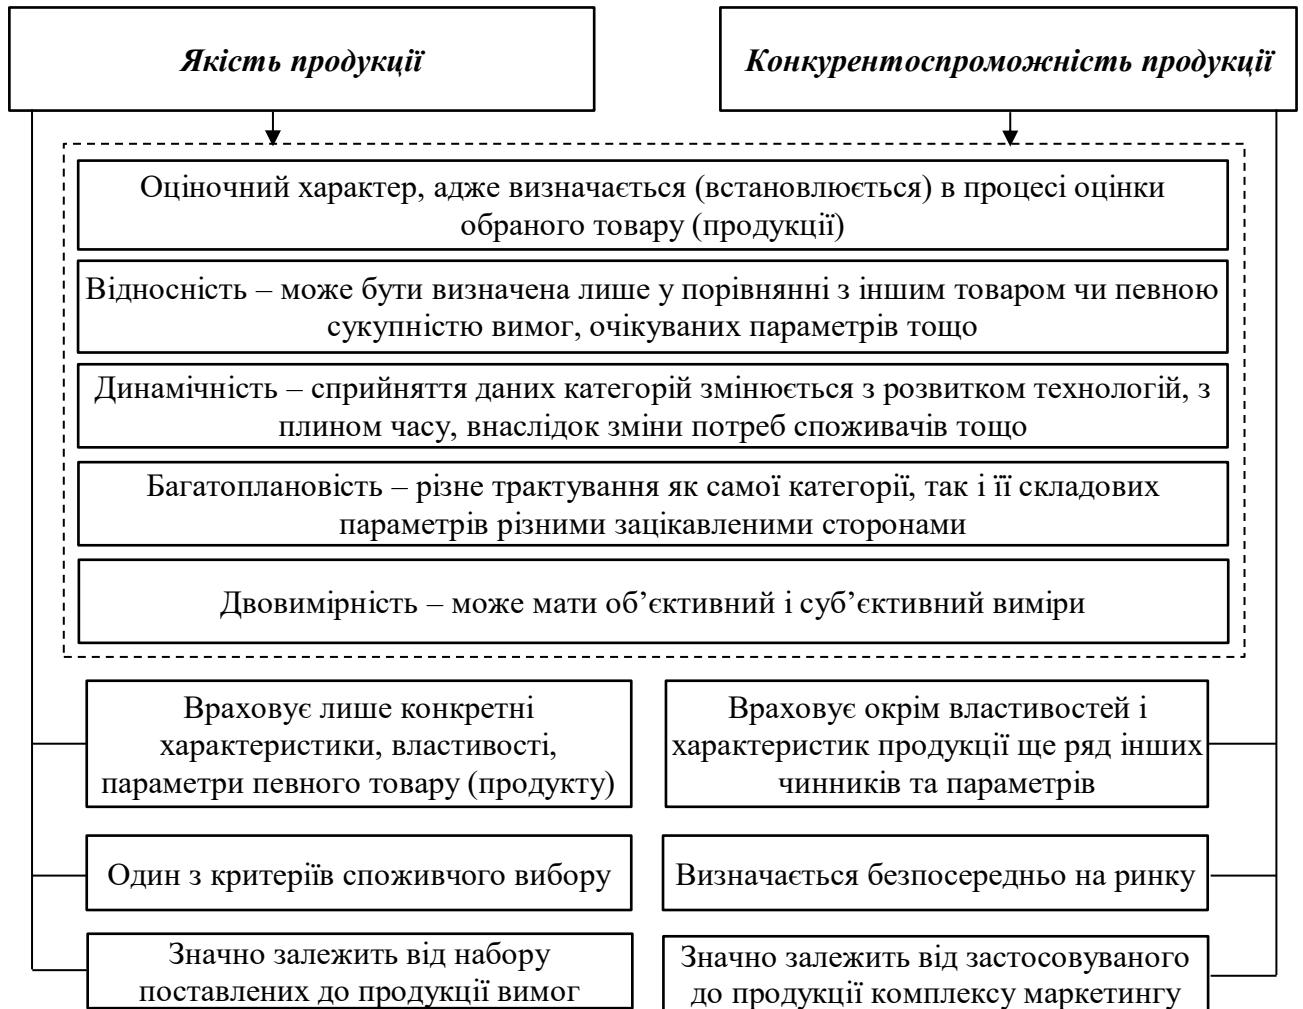 Якість продукції
Конкурентоспроможність продукції
Оціночний характер, адже визначається (встановлюється) в процесі оцінки
обраного товару (продукції)
Відносність – може бути визначена лише у порівнянні з іншим товаром чи певною
сукупністю вимог, очікуваних параметрів тощо
Динамічність – сприйняття даних категорій змінюється з розвитком технологій, з
плином часу, внаслідок зміни потреб споживачів тощо
Багатоплановість – різне трактування як самої категорії, так і її складових
параметрів різними зацікавленими сторонами
Двовимірність – може мати об’єктивний і суб’єктивний виміри
Враховує лише конкретні
характеристики, властивості,
параметри певного товару (продукту)
Враховує окрім властивостей і
характеристик продукції ще ряд інших
чинників та параметрів
Один з критеріїв споживчого вибору
Визначається безпосередньо на ринку
Значно залежить від набору
поставлених до продукції вимог
Значно залежить від застосовуваного
до продукції комплексу маркетингу